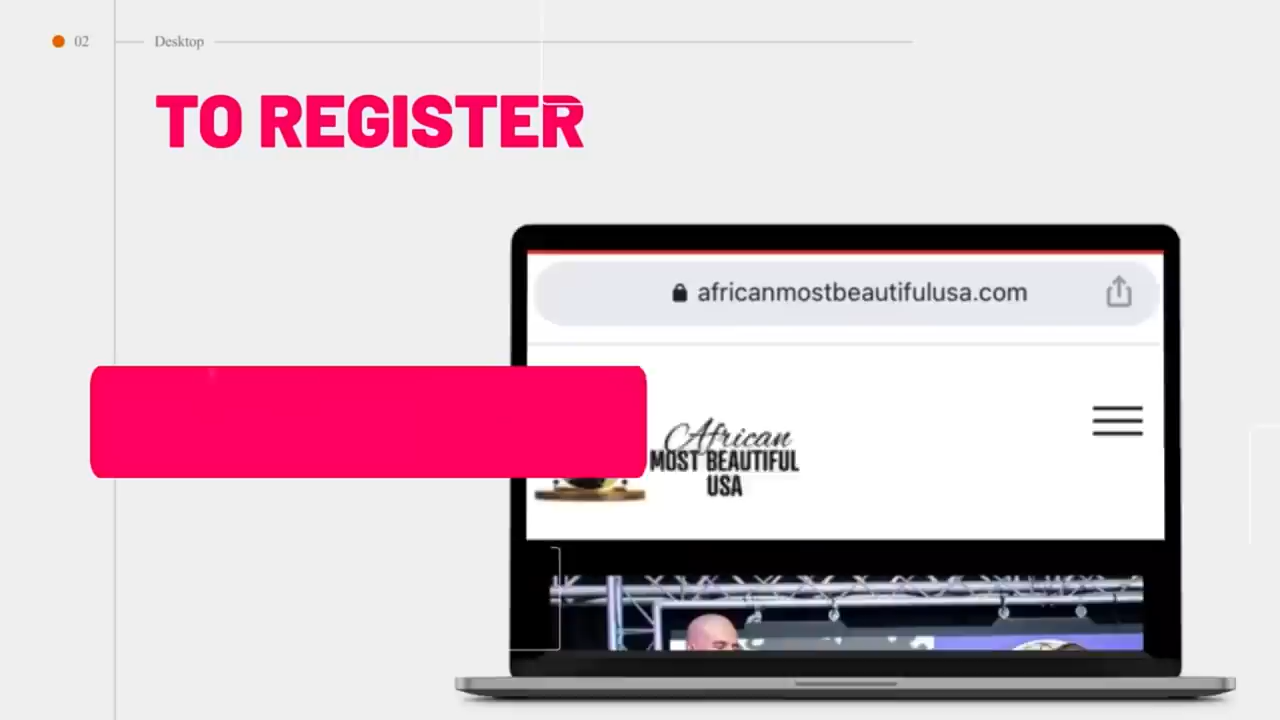 02
Desktop
TO REGISTER
africanmostbeautifulusa.com
African
MOST BEAUTIFUL
USA